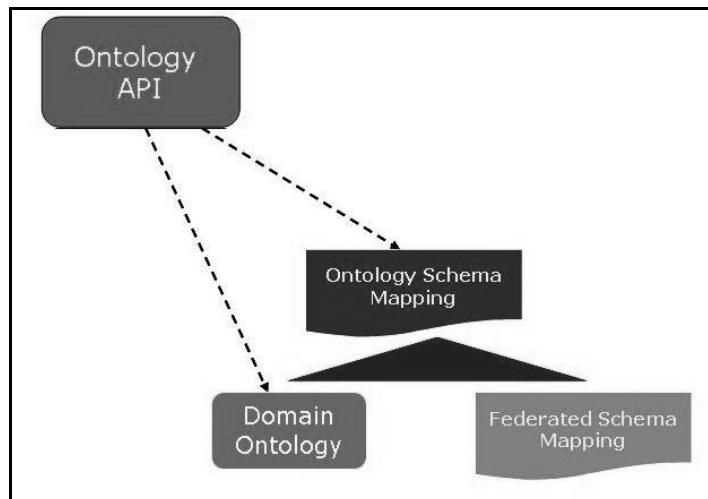 Ontology
API
Ontology Schema
Mapping
Domain
Ontology
Federated Schema
Mapping